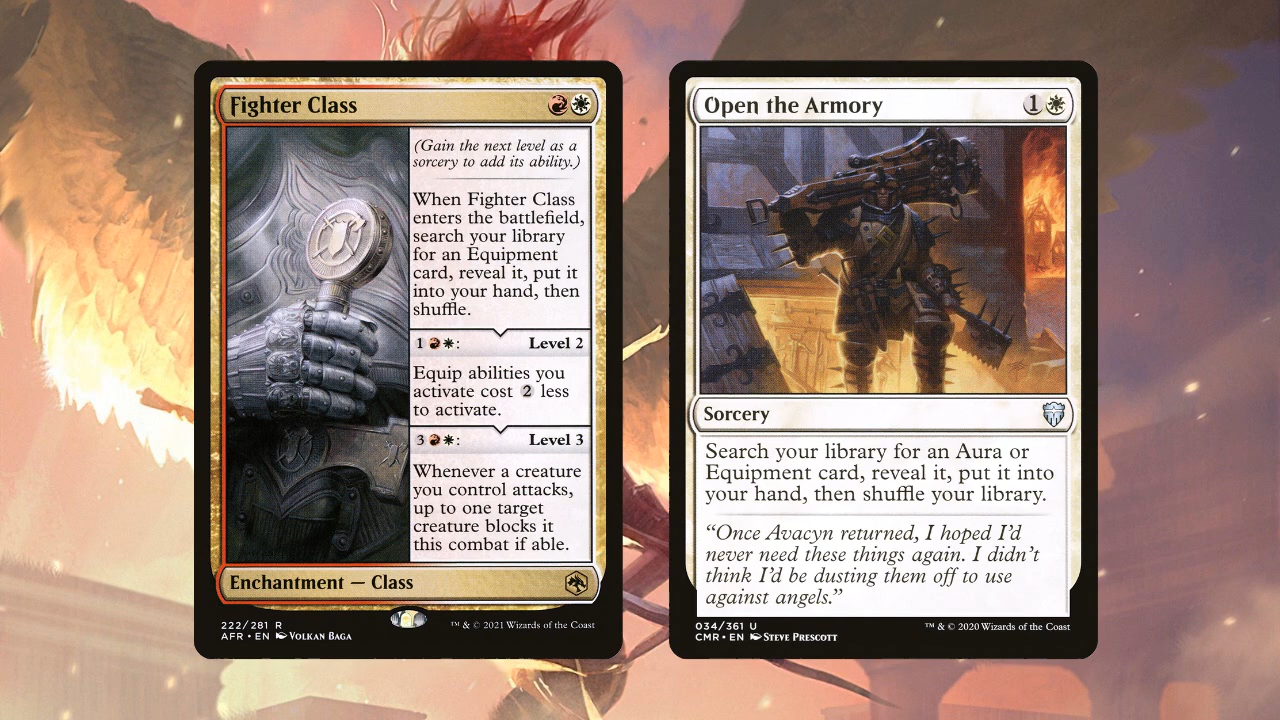 Fighter Class
(Gain the next level as a
sorcery to add its ability.)
When Fighter Class
enters the battlefield,
search your library
for an Equipment
card, reveal it, put it
into your hand, then
shuffle.
1 : Level 2
Equip abilities you
activate cost 2 less
to activate.
3 : Level 3
Whenever a creature
you control attacks,
up to one target
creature blocks it
this combat if able.
Enchantment — Class
222/281 R
AFR • EN Volkan Baga
™ & © 2021 Wizards of the Coast
Open the Armory 1
Sorcery
Search your library for an Aura or
Equipment card, reveal it, put it into
your hand, then shuffle your library.
“Once Avacyn returned, I hoped I’d
never need these things again. I didn’t
think I’d be dusting them off to use
against angels.”
034/361 U
CMR • EN Steve Prescott
™ & © 2020 Wizards of the Coast